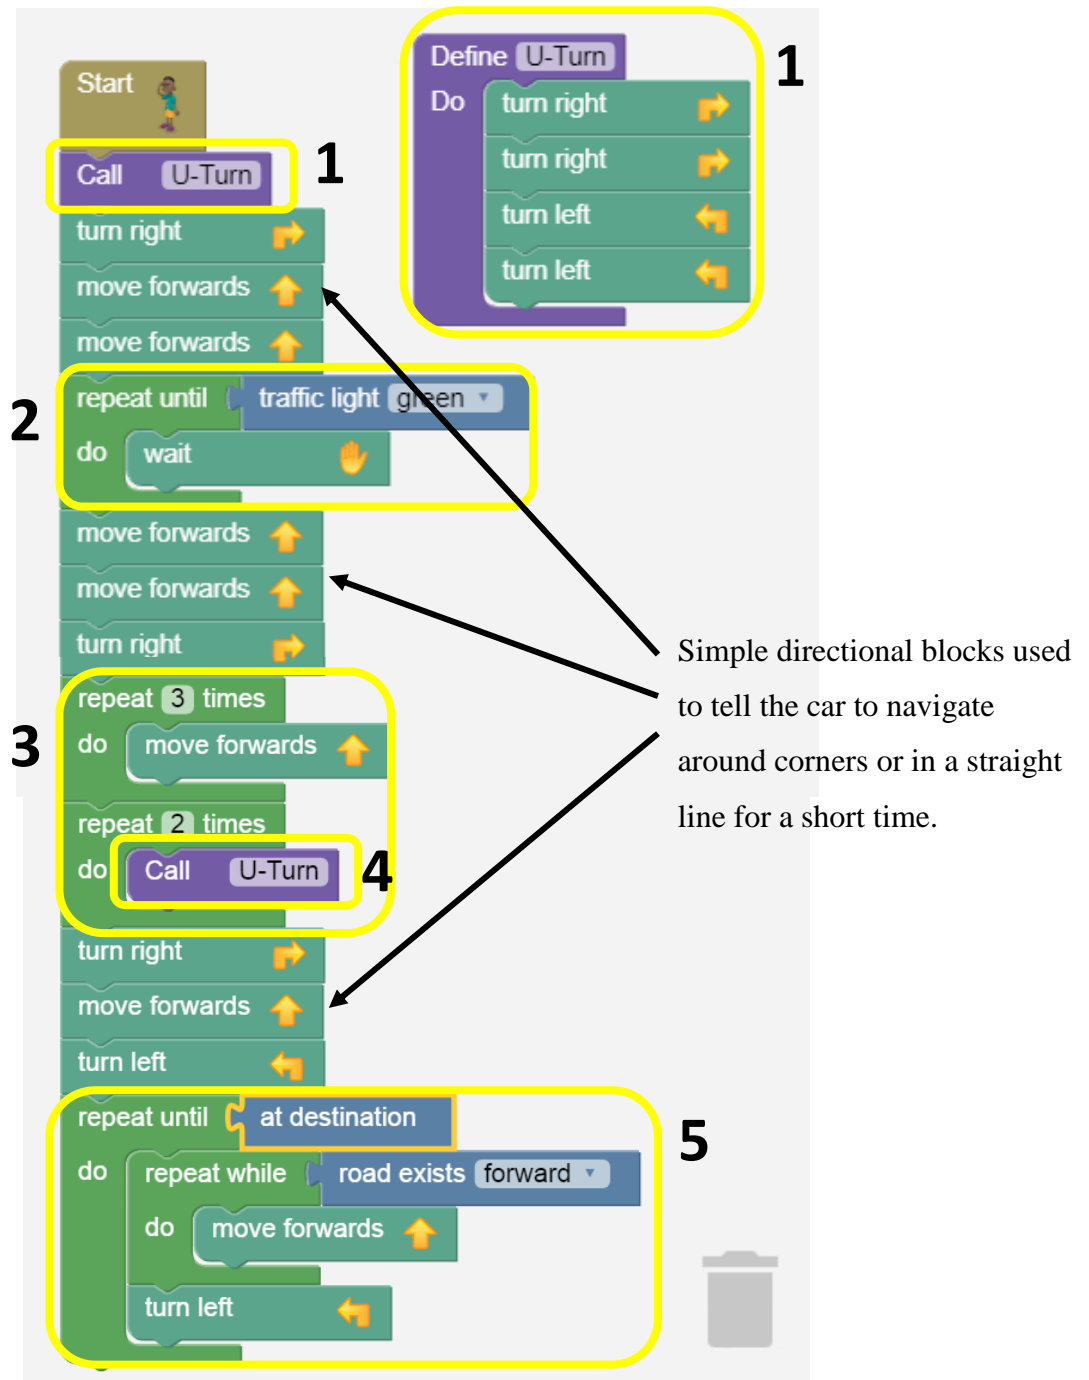 Define U-Turn
1
Do turn right
turn right
turn left
turn left
Start
Call U-Turn
1
turn right
move forwards
move forwards
2
repeat until traffic light green
do wait
move forwards
move forwards
turn right
3
repeat 3 times
do move forwards
repeat 2 times
do Call U-Turn
4
turn right
move forwards
turn left
repeat until at destination
5
do repeat while road exists forward
do move forwards
turn left
Simple directional blocks used
to tell the car to navigate
around corners or in a straight
line for a short time.